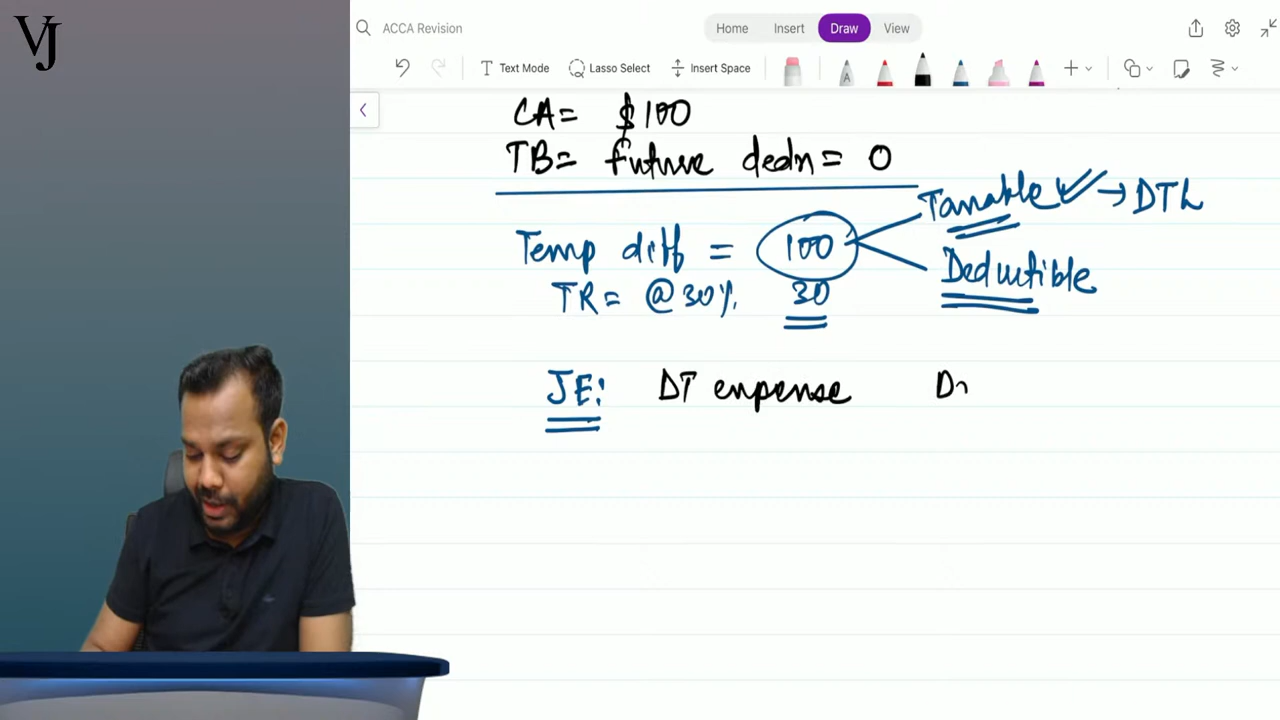 VJ
ACCA Revision
Home Insert Draw View
Text Mode Lasso Select Insert Space
CA= $100
TB= future dedn = 0
Temp diff = 100
Taxable ✓ → DTL
Deductible
TR= @30% 30
JE: DT expense Dr